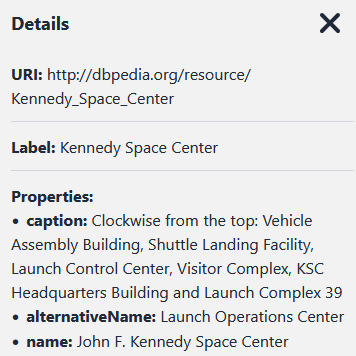 Details
URI: http://dbpedia.org/resource/
Kennedy_Space_Center
Label: Kennedy Space Center
Properties:
• caption: Clockwise from the top: Vehicle
Assembly Building, Shuttle Landing Facility,
Launch Control Center, Visitor Complex, KSC
Headquarters Building and Launch Complex 39
• alternativeName: Launch Operations Center
• name: John F. Kennedy Space Center